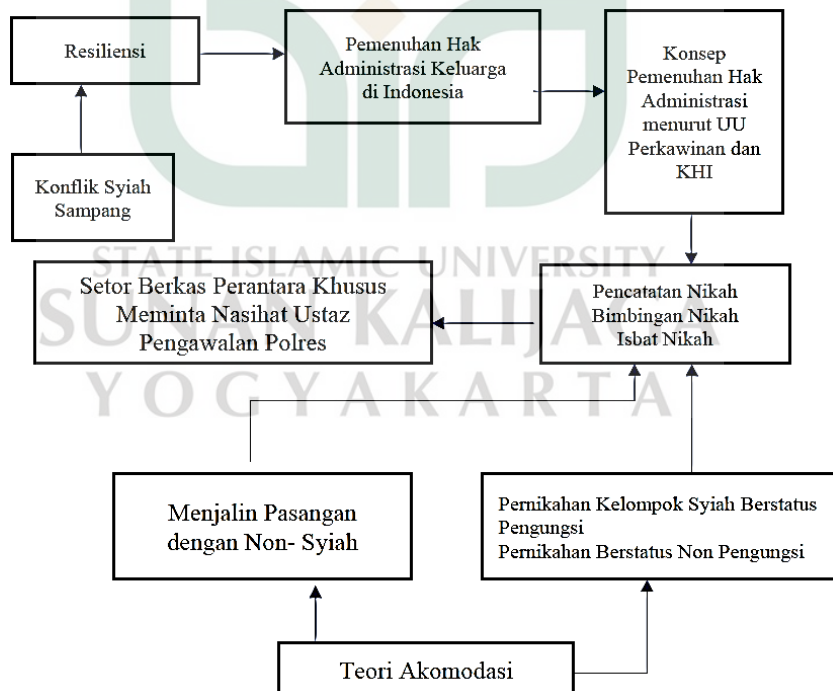 Resiliensi
Pemenuhan Hak
Administrasi Keluarga
di Indonesia
Konsep
Pemenuhan Hak
Administrasi
menurut UU
Perkawinan dan
KHI
Konflik Syiah
Sampang
STATE ISLAMIC UNIVERSITY
SUNAN KALIJAGA
YOGYAKARTA
Setor Berkas Perantara Khusus
Meminta Nasihat Ustaz
Pengawalan Polres
Pencatatan Nikah
Bimbingan Nikah
Isbat Nikah
Menjalin Pasangan
dengan Non- Syiah
Pernikahan Kelompok Syiah Berstatus
Pengungsi
Pernikahan Berstatus Non Pengungsi
Teori Akomodasi